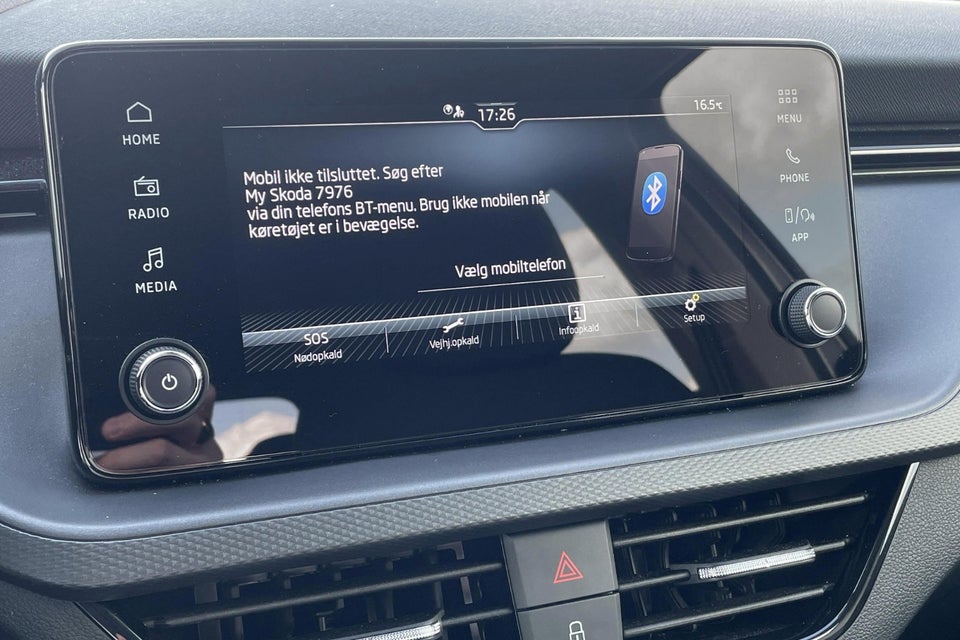 17:26
16.5°C
HOME
RADIO
MEDIA
MENU
PHONE
APP
Mobil ikke tilsluttet. Søg efter
My Skoda 7976
via din telefons BT-menu. Brug ikke mobilen når
køretøjet er i bevægelse.
Vælg mobiltelefon
SOS
Nødopkald
Vejhj.opkald
Infoopkald
Setup